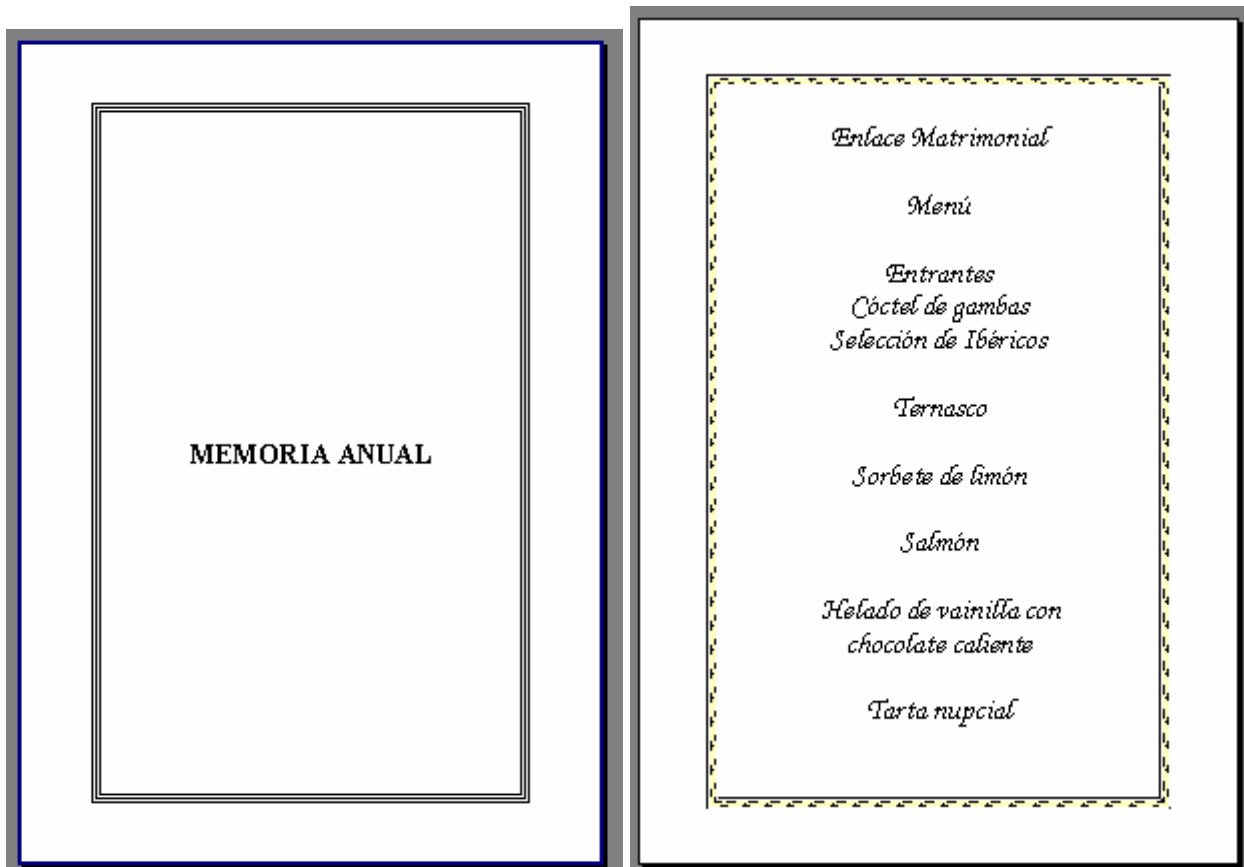 MEMORIA ANUAL
Enlace Matrimonial
Menú
Entrantes
Cóctel de gambas
Selección de Ibéricos
Ternasco
Sorbete de limón
Salmón
Helado de vainilla con
chocolate caliente
Tarta nupcial